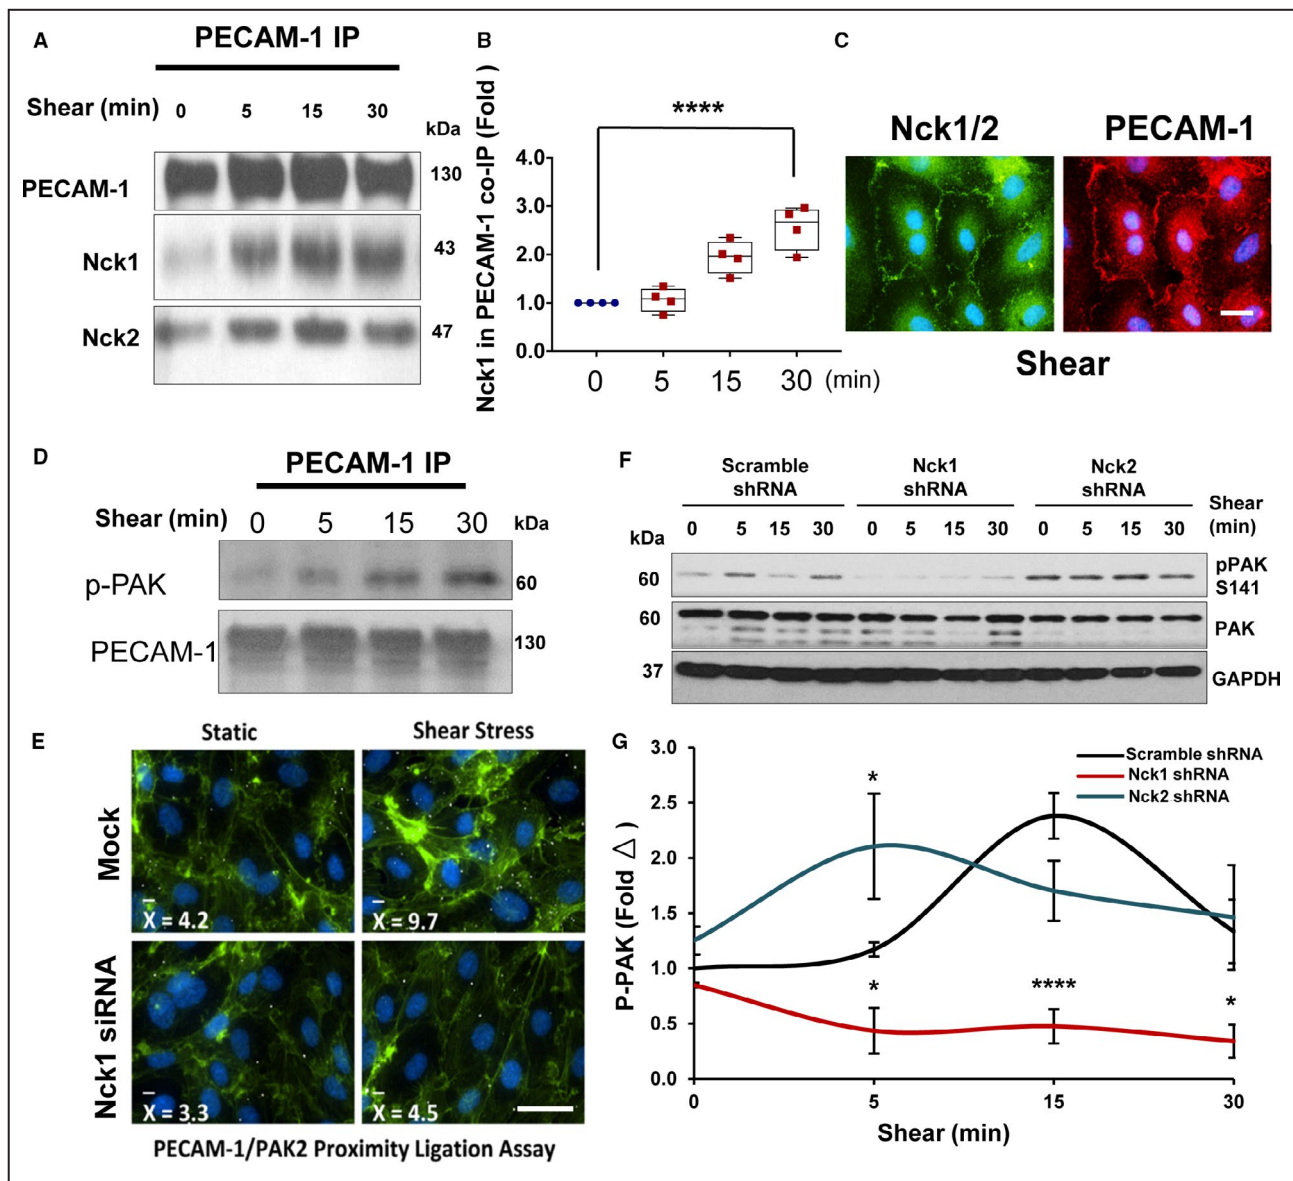 A
PECAM-1 IP
Shear (min) 0 5 15 30
kDa
PECAM-1 130
Nck1 43
Nck2 47
B
Nck1 in PECAM-1 co-IP (Fold )
****
4.0
3.0
2.0
1.0
0.0
0 5 15 30 (min)
C
Nck1/2 PECAM-1
Shear
D
PECAM-1 IP
Shear (min) 0 5 15 30 kDa
p-PAK 60
PECAM-1 130
E
Static Shear Stress
Mock
X = 4.2 X = 9.7
Nck1 siRNA
X = 3.3 X = 4.5
PECAM-1/PAK2 Proximity Ligation Assay
F
Scramble shRNA
Nck1 shRNA
Nck2 shRNA
Shear (min)
0 5 15 30 0 5 15 30 0 5 15 30
kDa
60 pPAK S141
60 PAK
37 GAPDH
G
P-PAK (Fold △ )
3.0
2.5
2.0
1.5
1.0
0.5
0.0
Scramble shRNA
Nck1 shRNA
Nck2 shRNA
*
* **** *
0 5 15 30
Shear (min)